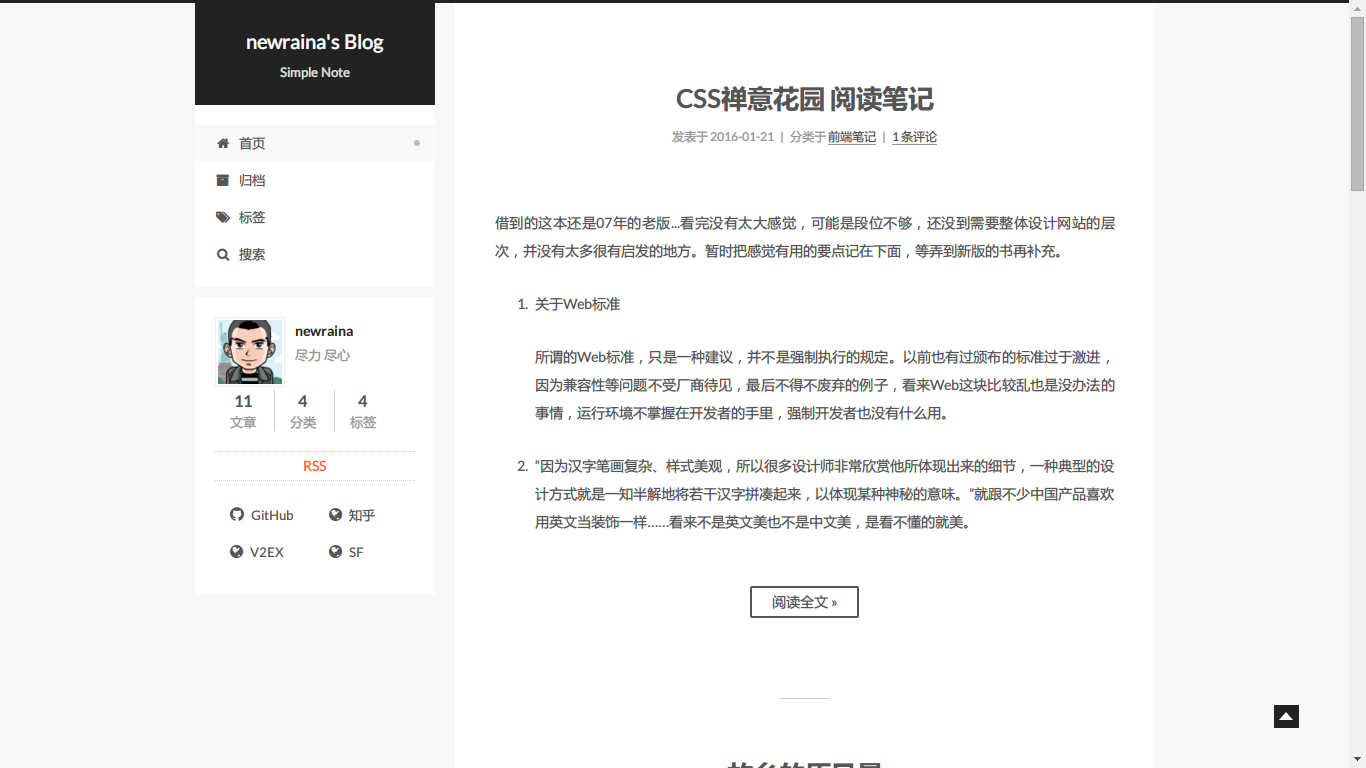 newraina's Blog
Simple Note
首页
归档
标签
搜索
newraina
尽力 尽心
11 4 4
文章 分类 标签
RSS
GitHub 知乎
V2EX SF
CSS禅意花园 阅读笔记
发表于 2016-01-21 | 分类于 前端笔记 | 1 条评论
借到的这本还是07年的老版...看完没有太大感觉，可能是段位不够，还没到需要整体设计网站的层
次，并没有太多很有启发的地方。暂时把感觉有用的要点记在下面，等弄到新版的书再补充。
1. 关于Web标准
所谓的Web标准，只是一种建议，并不是强制执行的规定。以前也有过颁布的标准过于激进，
因为兼容性等问题不受厂商待见，最后不得不废弃的例子，看来Web这块比较乱也是没办法的
事情，运行环境不掌握在开发者的手里，强制开发者也没有什么用。
2. “因为汉字笔画复杂、样式美观，所以很多设计师非常欣赏他所体现出来的细节，一种典型的设
计方式就是一知半解地将若干汉字拼凑起来，以体现某种神秘的意味。”就跟不少中国产品喜欢
用英文当装饰一样……看来不是英文美也不是中文美，是看不懂的就美。
阅读全文 »